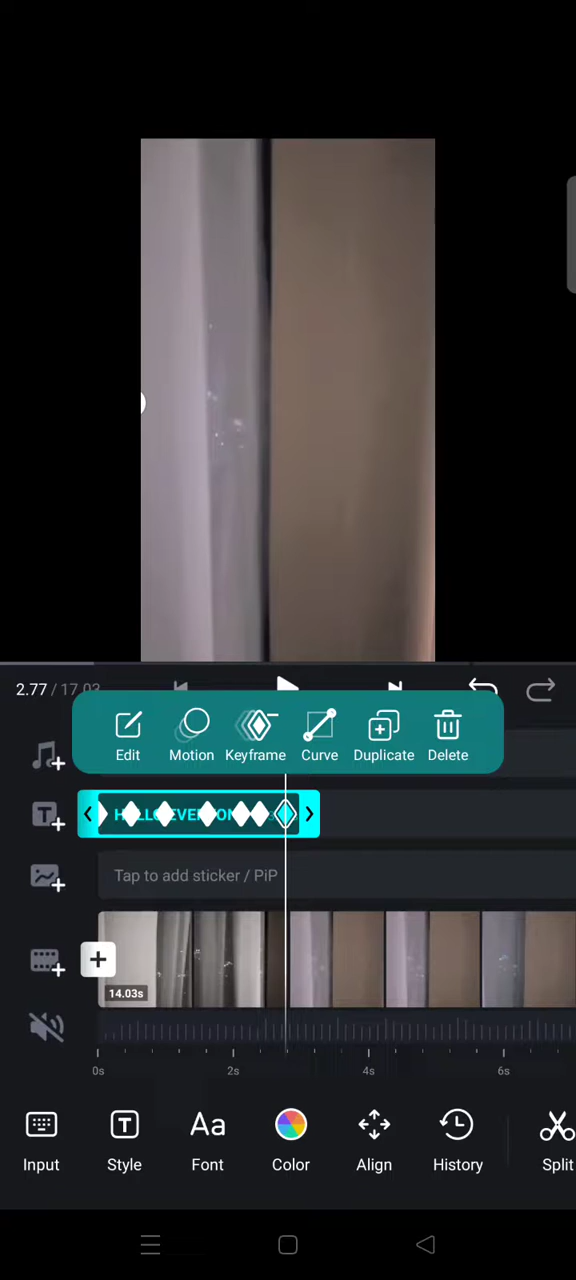 2.77 / 17.03
Edit Motion Keyframe Curve Duplicate Delete
Tap to add sticker / PiP
14.03s
0s 2s 4s 6s
Input Style Font Color Align History Split